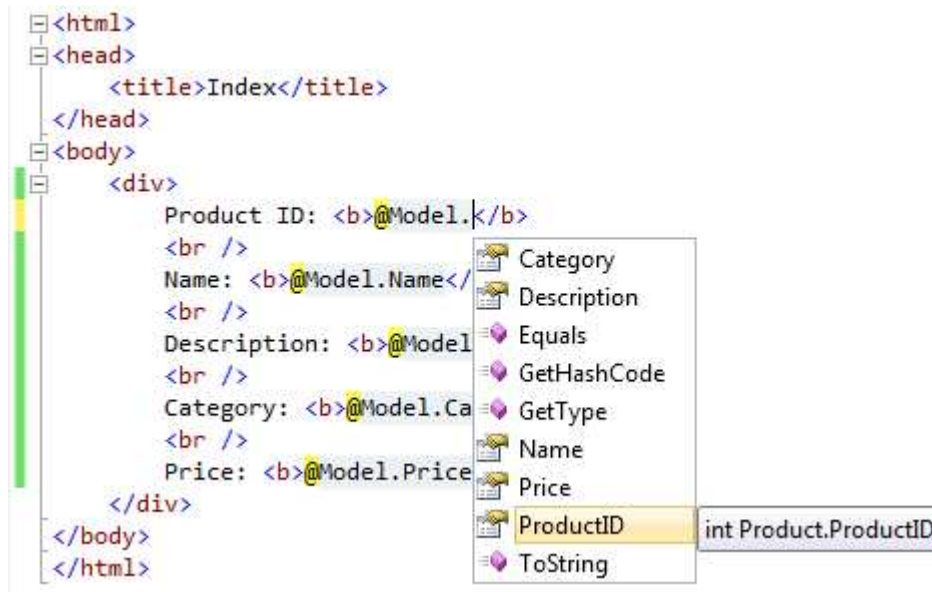 <html>
<head>
<title>Index</title>
</head>
<body>
<div>
Product ID: <b>@Model.</b>
<br />
Name: <b>@Model.Name</
<br />
Description: <b>@Model
<br />
Category: <b>@Model.Ca
<br />
Price: <b>@Model.Price
</div>
</body>
</html>
Category
Description
Equals
GetHashCode
GetType
Name
Price
ProductID
int Product.ProductID
ToString